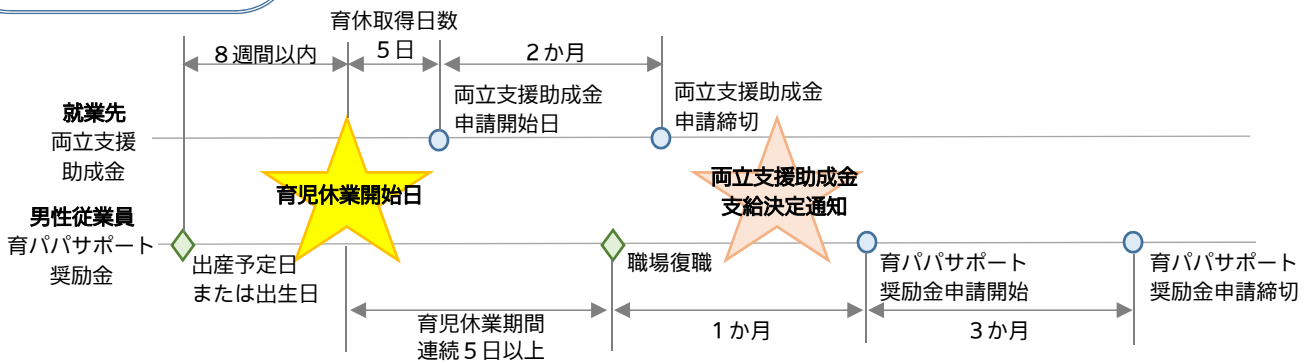 育休取得日数
８週間以内
５日
２か月
両立支援助成金
申請開始日
両立支援助成金
申請締切
就業先
両立支援
助成金
育児休業開始日
両立支援助成金
支給決定通知
男性従業員
育パパサポート
奨励金
出産予定日
または出生日
職場復職
育パパサポート
奨励金申請開始
育パパサポート
奨励金申請締切
育児休業期間
連続５日以上
１か月
３か月